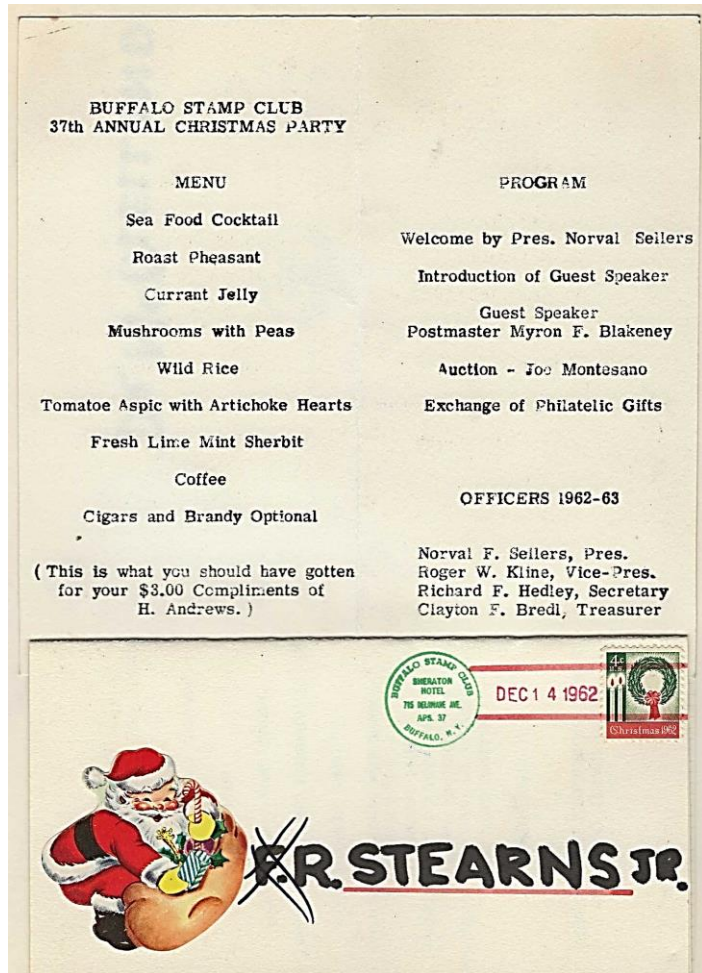 BUFFALO STAMP CLUB
37th ANNUAL CHRISTMAS PARTY
MENU
Sea Food Cocktail
Roast Pheasant
Currant Jelly
Mushrooms with Peas
Wild Rice
Tomatoe Aspic with Artichoke Hearts
Fresh Lime Mint Sherbit
Coffee
Cigars and Brandy Optional
( This is what you should have gotten
for your $3.00 Compliments of
H. Andrews. )
PROGRAM
Welcome by Pres. Norval Sellers
Introduction of Guest Speaker
Guest Speaker
Postmaster Myron F. Blakeney
Auction - Joe Montesano
Exchange of Philatelic Gifts
OFFICERS 1962-63
Norval F. Sellers, Pres.
Roger W. Kline, Vice-Pres.
Richard F. Hedley, Secretary
Clayton F. Bredl, Treasurer
BUFFALO STAMP CLUB
SHERATON
HOTEL
715 DELAWARE AVE.
APS. 37
BUFFALO, N. Y.
DEC 1 4 1962
4¢
Christmas 1962
F.R. STEARNS JR.